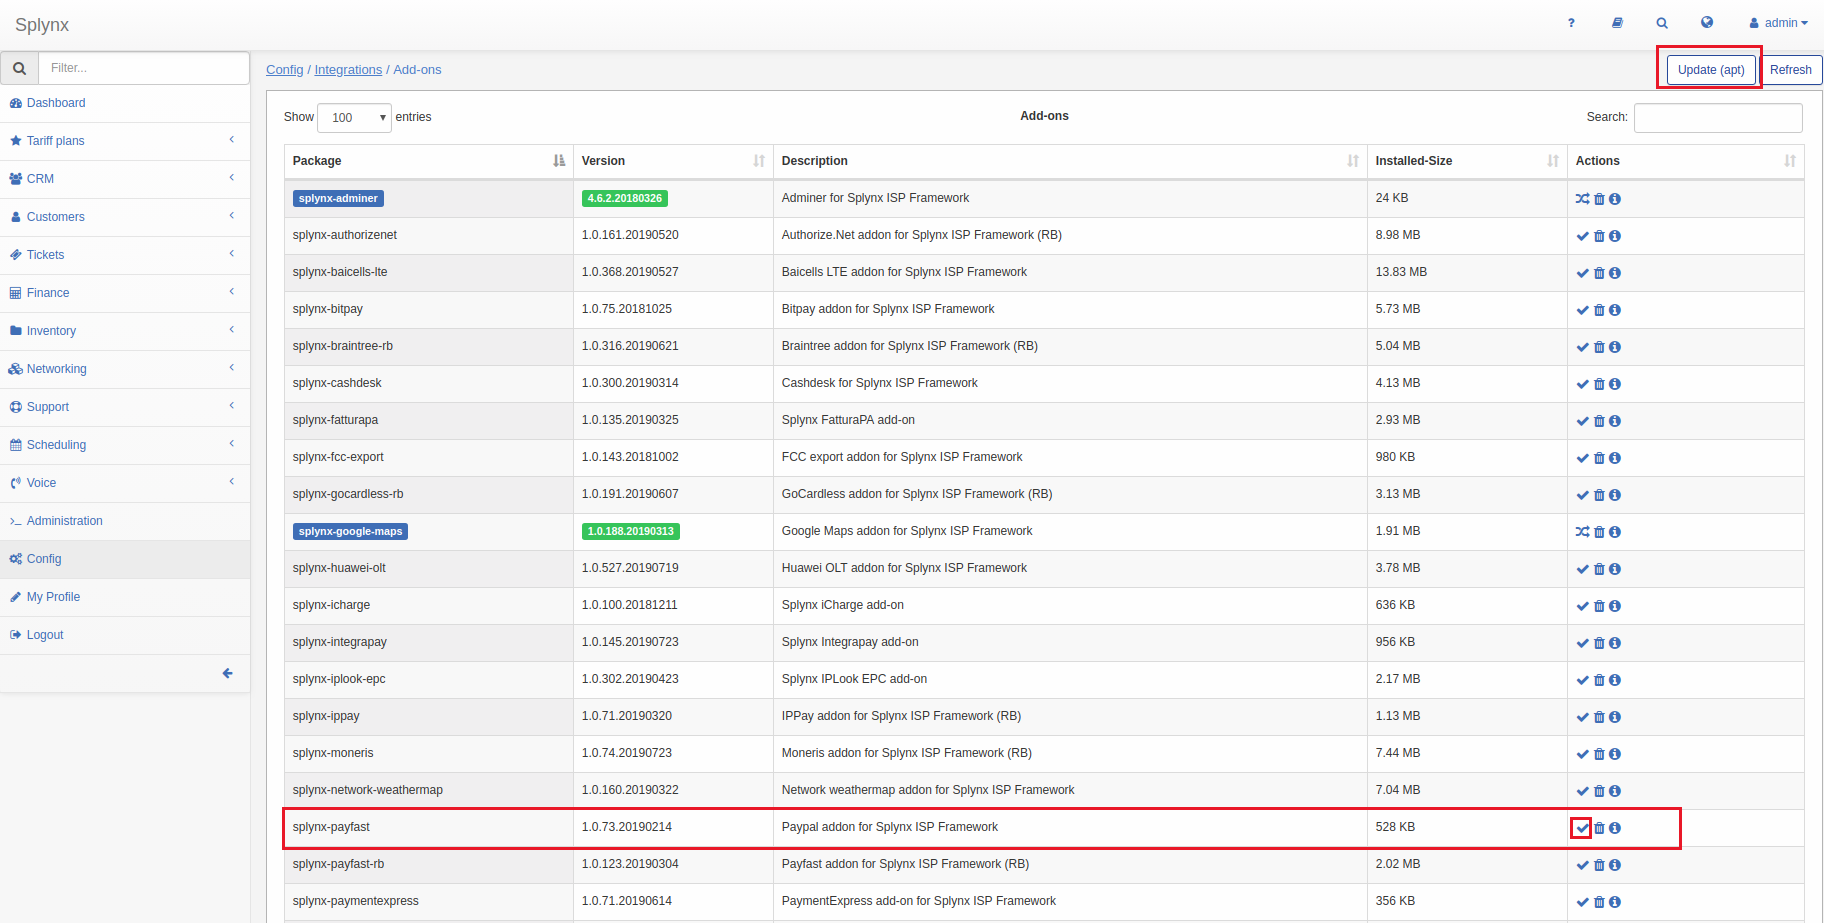 Splynx
? admin
Filter...
Config / Integrations / Add-ons
Update (apt) Refresh
Dashboard
Tariff plans
CRM
Customers
Tickets
Finance
Inventory
Networking
Support
Scheduling
Voice
Administration
Config
My Profile
Logout
Show 100 entries Add-ons Search:
Package Version Description Installed-Size Actions
splynx-adminer 4.6.2.20180326 Adminer for Splynx ISP Framework 24 KB
splynx-authorizenet 1.0.161.20190520 Authorize.Net addon for Splynx ISP Framework (RB) 8.98 MB
splynx-baicells-lte 1.0.368.20190527 Baicells LTE addon for Splynx ISP Framework 13.83 MB
splynx-bitpay 1.0.75.20181025 Bitpay addon for Splynx ISP Framework 5.73 MB
splynx-braintree-rb 1.0.316.20190621 Braintree addon for Splynx ISP Framework (RB) 5.04 MB
splynx-cashdesk 1.0.300.20190314 Cashdesk for Splynx ISP Framework 4.13 MB
splynx-fatturapa 1.0.135.20190325 Splynx FatturaPA add-on 2.93 MB
splynx-fcc-export 1.0.143.20181002 FCC export addon for Splynx ISP Framework 980 KB
splynx-gocardless-rb 1.0.191.20190607 GoCardless addon for Splynx ISP Framework (RB) 3.13 MB
splynx-google-maps 1.0.188.20190313 Google Maps addon for Splynx ISP Framework 1.91 MB
splynx-huawei-olt 1.0.527.20190719 Huawei OLT addon for Splynx ISP Framework 3.78 MB
splynx-icharge 1.0.100.20181211 Splynx iCharge add-on 636 KB
splynx-integrapay 1.0.145.20190723 Splynx Integrapay add-on 956 KB
splynx-iplook-epc 1.0.302.20190423 Splynx IPLook EPC add-on 2.17 MB
splynx-ippay 1.0.71.20190320 IPPay addon for Splynx ISP Framework (RB) 1.13 MB
splynx-moneris 1.0.74.20190723 Moneris addon for Splynx ISP Framework (RB) 7.44 MB
splynx-network-weathermap 1.0.160.20190322 Network weathermap addon for Splynx ISP Framework 7.04 MB
splynx-payfast 1.0.73.20190214 Paypal addon for Splynx ISP Framework 528 KB
splynx-payfast-rb 1.0.123.20190304 Payfast addon for Splynx ISP Framework (RB) 2.02 MB
splynx-paymentexpress 1.0.71.20190614 PaymentExpress add-on for Splynx ISP Framework 356 KB